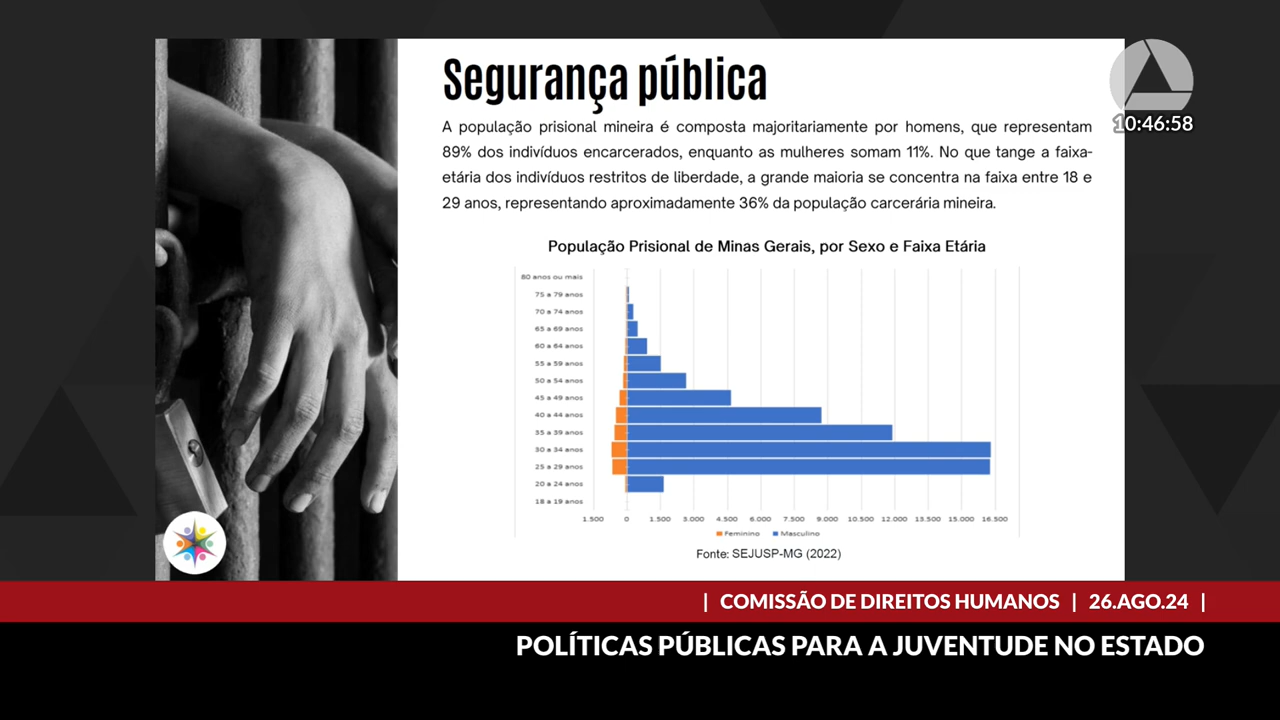 Segurança pública
10:46:58
A população prisional mineira é composta majoritariamente por homens, que representam
89% dos indivíduos encarcerados, enquanto as mulheres somam 11%. No que tange a faixa-
etária dos indivíduos restritos de liberdade, a grande maioria se concentra na faixa entre 18 e
29 anos, representando aproximadamente 36% da população carcerária mineira.
População Prisional de Minas Gerais, por Sexo e Faixa Etária
80 anos ou mais
75 a 79 anos
70 a 74 anos
65 a 69 anos
60 a 64 anos
55 a 59 anos
50 a 54 anos
45 a 49 anos
40 a 44 anos
35 a 39 anos
30 a 34 anos
25 a 29 anos
20 a 24 anos
18 a 19 anos
1.500 0 1.500 3.000 4.500 6.000 7.500 9.000 10.500 12.000 13.500 15.000 16.500
Feminino Masculino
Fonte: SEJUSP-MG (2022)
| COMISSÃO DE DIREITOS HUMANOS | 26.AGO.24 |
POLÍTICAS PÚBLICAS PARA A JUVENTUDE NO ESTADO